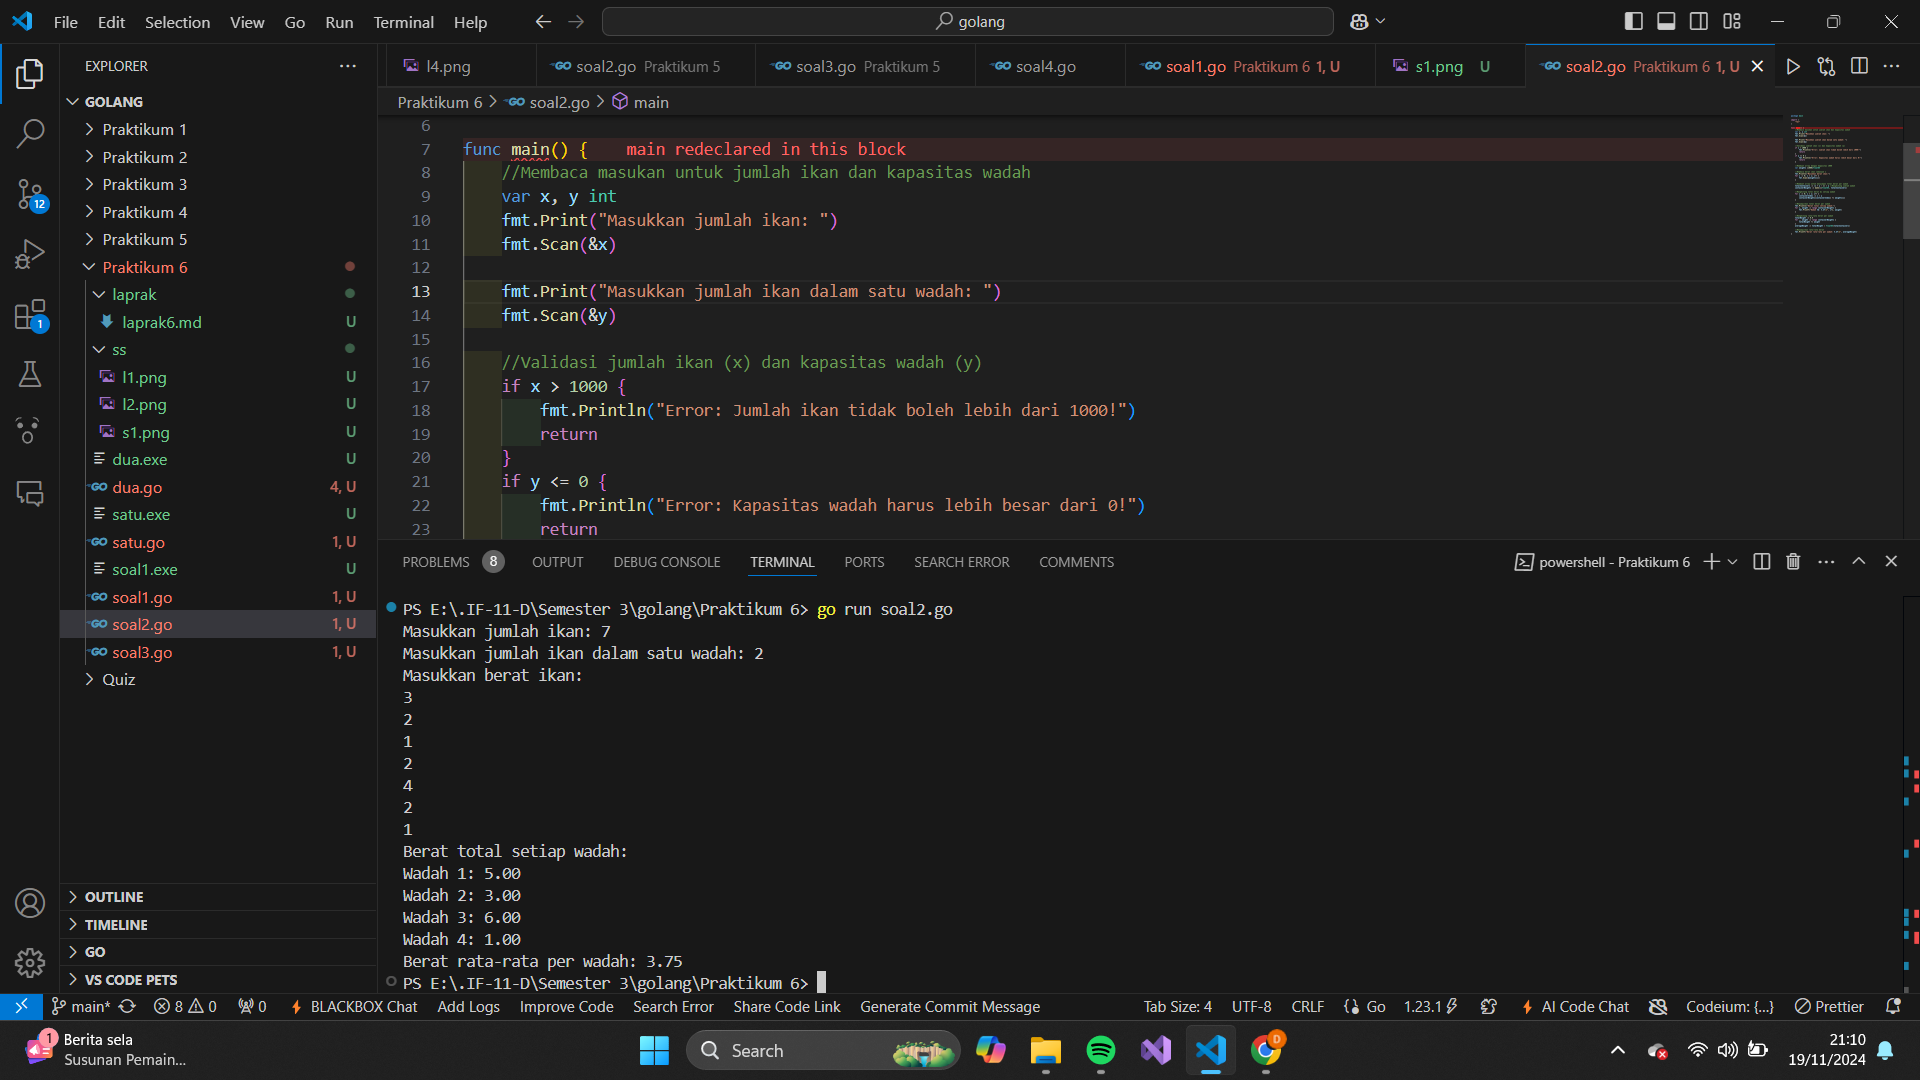 File Edit Selection View Go Run Terminal Help
golang
EXPLORER
GOLANG
Praktikum 1
Praktikum 2
Praktikum 3
Praktikum 4
Praktikum 5
Praktikum 6
laprak
laprak6.md U
ss
l1.png U
l2.png U
s1.png U
dua.exe U
dua.go 4, U
satu.exe U
satu.go 1, U
soal1.exe U
soal1.go 1, U
soal2.go 1, U
soal3.go 1, U
Quiz
OUTLINE
TIMELINE
GO
VS CODE PETS
12
1
l4.png
soal2.go Praktikum 5
soal3.go Praktikum 5
soal4.go
soal1.go Praktikum 6 1, U
s1.png U
soal2.go Praktikum 6 1, U
Praktikum 6 > soal2.go > main
6
7 func main() { main redeclared in this block
8 //Membaca masukan untuk jumlah ikan dan kapasitas wadah
9 var x, y int
10 fmt.Print("Masukkan jumlah ikan: ")
11 fmt.Scan(&x)
12
13 fmt.Print("Masukkan jumlah ikan dalam satu wadah: ")
14 fmt.Scan(&y)
15
16 //Validasi jumlah ikan (x) dan kapasitas wadah (y)
17 if x > 1000 {
18 fmt.Println("Error: Jumlah ikan tidak boleh lebih dari 1000!")
19 return
20 }
21 if y <= 0 {
22 fmt.Println("Error: Kapasitas wadah harus lebih besar dari 0!")
23 return
PROBLEMS 8 OUTPUT DEBUG CONSOLE TERMINAL PORTS SEARCH ERROR COMMENTS
powershell - Praktikum 6
PS E:\.IF-11-D\Semester 3\golang\Praktikum 6> go run soal2.go
Masukkan jumlah ikan: 7
Masukkan jumlah ikan dalam satu wadah: 2
Masukkan berat ikan:
3
2
1
2
4
2
1
Berat total setiap wadah:
Wadah 1: 5.00
Wadah 2: 3.00
Wadah 3: 6.00
Wadah 4: 1.00
Berat rata-rata per wadah: 3.75
PS E:\.IF-11-D\Semester 3\golang\Praktikum 6>
main* 8 0 0 BLACKBOX Chat Add Logs Improve Code Search Error Share Code Link Generate Commit Message
Tab Size: 4 UTF-8 CRLF Go 1.23.1 AI Code Chat Codeium: {...} Prettier
1 Berita sela
Susunan Pemain...
Search
D
21:10
19/11/2024